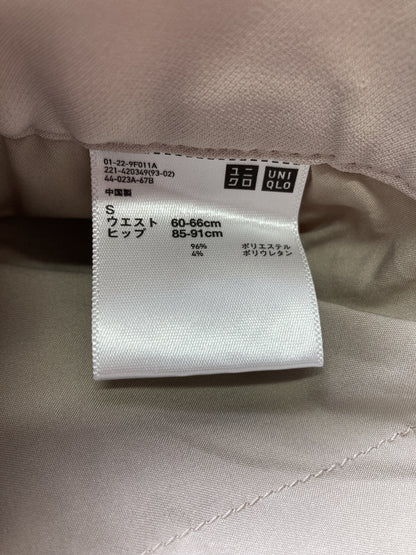 01-22-9F011A
221-420349(93-02)
44-023A-67B
中国製
ユニクロ
UNIQLO
S
ウエスト 60-66cm
ヒップ 85-91cm
96% ポリエステル
4% ポリウレタン